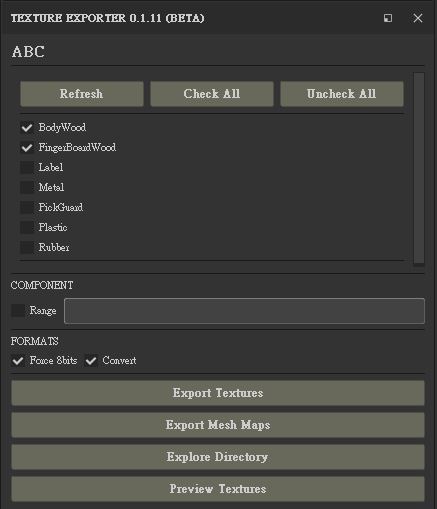 TEXTURE EXPORTER 0.1.11 (BETA)
ABC
Refresh Check All Uncheck All
BodyWood
FingerBoardWood
Label
Metal
PickGuard
Plastic
Rubber
COMPONENT
Range
FORMATS
Force 8bits Convert
Export Textures
Export Mesh Maps
Explore Directory
Preview Textures